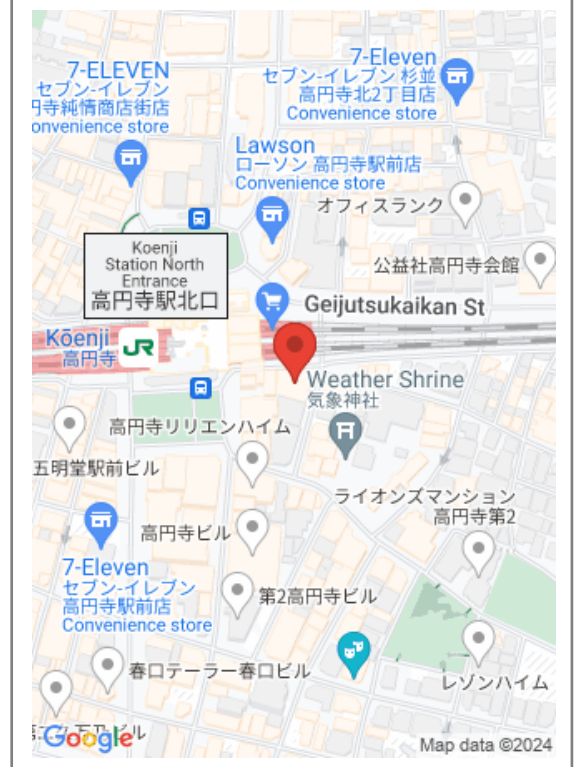 7-ELEVEN
セブン-イレブン
円寺純情商店街店
onvenience store
7-Eleven
セブン-イレブン 杉並
高円寺北2丁目店
Convenience store
Lawson
ローソン 高円寺駅前店
Convenience store
オフィスランク
公益社高円寺会館
Koenji
Station North
Entrance
高円寺駅北口
Geijutsukaikan St
Kōenji
高円寺
JR
Weather Shrine
気象神社
高円寺リリエンハイム
五明堂駅前ビル
ライオンズマンション
高円寺第2
高円寺ビル
7-Eleven
セブン-イレブン
高円寺駅前店
Convenience store
第2高円寺ビル
春口テーラー春口ビル
レゾンハイム
Google
Map data ©2024